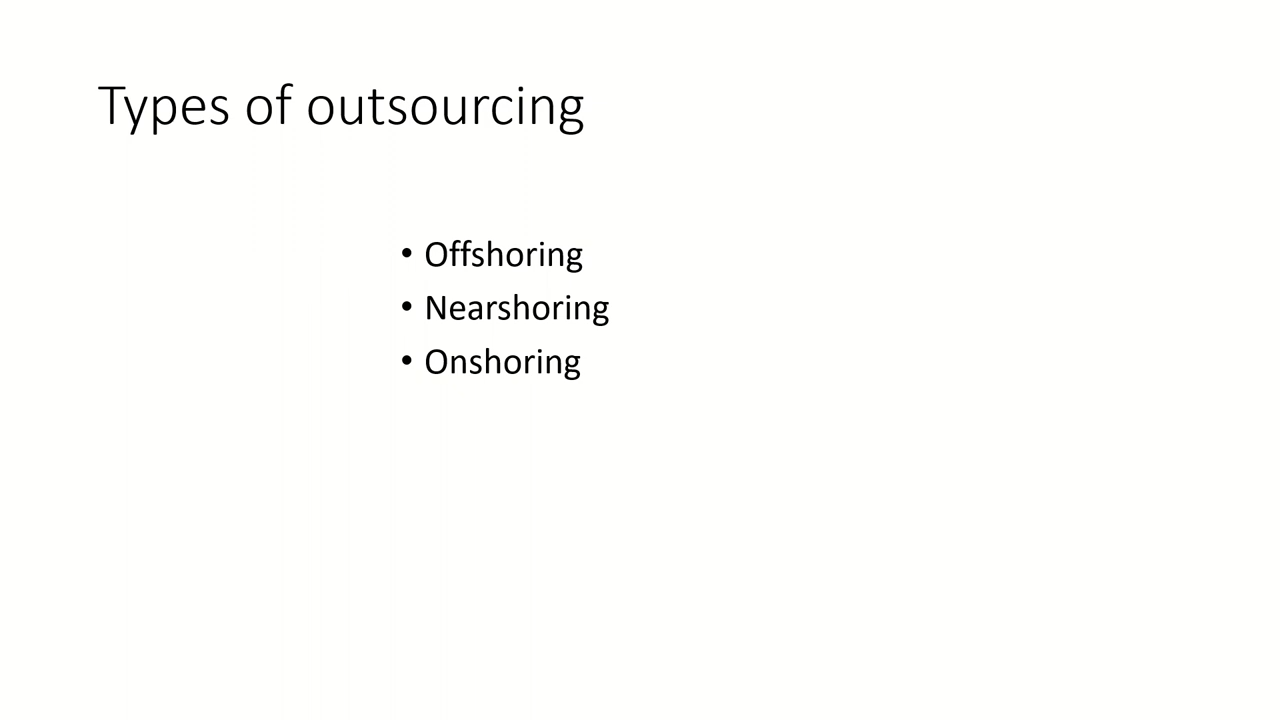 Types of outsourcing
• Offshoring
• Nearshoring
• Onshoring